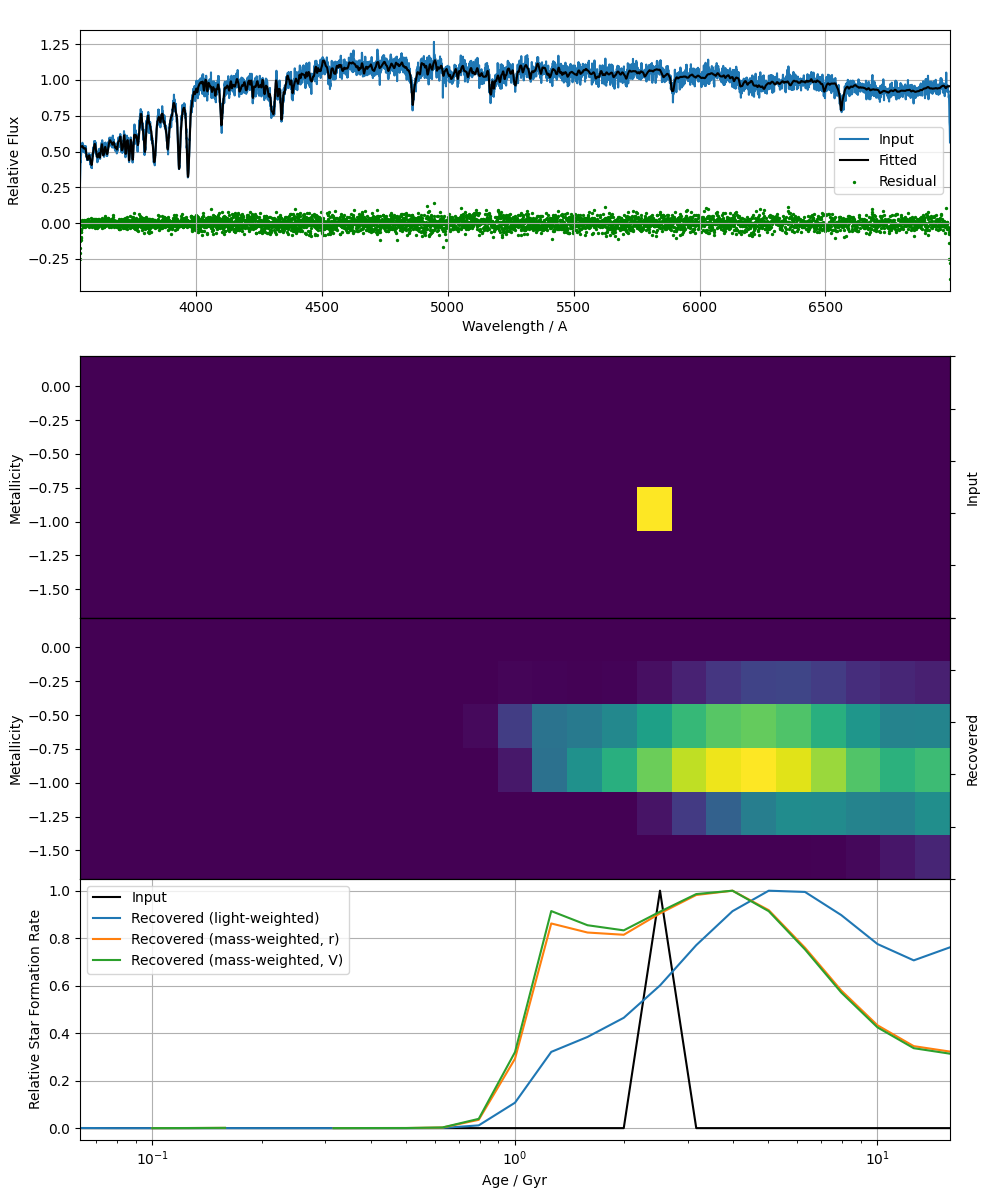 1.25
1.00
0.75
0.50
0.25
0.00
−0.25
Relative Flux
Input
Fitted
Residual
4000 4500 5000 5500 6000 6500
Wavelength / A
0.00
−0.25
−0.50
−0.75
−1.00
−1.25
−1.50
Metallicity
Input
0.00
−0.25
−0.50
−0.75
−1.00
−1.25
−1.50
Metallicity
Recovered
1.0
0.8
0.6
0.4
0.2
0.0
Relative Star Formation Rate
Input
Recovered (light-weighted)
Recovered (mass-weighted, r)
Recovered (mass-weighted, V)
10⁻¹ 10⁰ 10¹
Age / Gyr